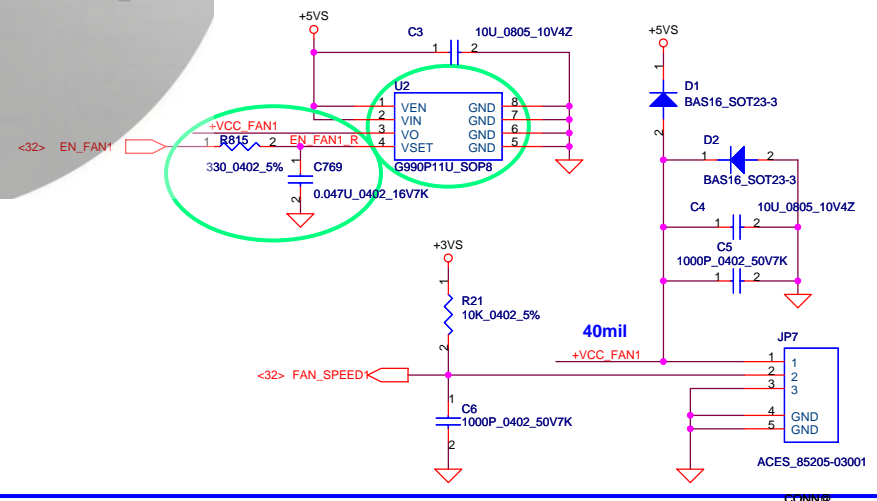 +5VS
C3
10U_0805_10V4Z
1
2
U2
1 VEN GND 8
2 VIN GND 7
3 VO GND 6
4 VSET GND 5
G990P11U_SOP8
+VCC_FAN1
<32> EN_FAN1
1 R815 2
EN_FAN1_R
330_0402_5%
1
C769
0.047U_0402_16V7K
2
+5VS
1
D1
BAS16_SOT23-3
2
D2
1 2
BAS16_SOT23-3
C4
10U_0805_10V4Z
1 2
C5
1000P_0402_50V7K
1 2
+3VS
1
R21
10K_0402_5%
2
40mil
+VCC_FAN1
<32> FAN_SPEED1
1
C6
1000P_0402_50V7K
2
JP7
1 1
2 2
3 3
4 GND
5 GND
ACES_85205-03001
CONN@